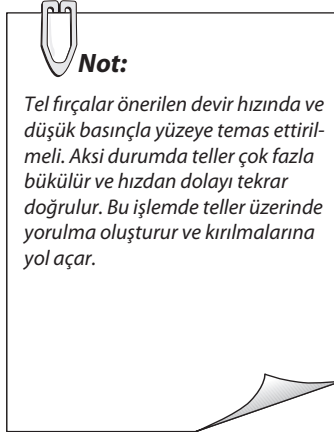 Not:
Tel fırçalar önerilen devir hızında ve
düşük basınçla yüzeye temas ettiril-
meli. Aksi durumda teller çok fazla
bükülür ve hızdan dolayı tekrar
doğrulur. Bu işlemde teller üzerinde
yorulma oluşturur ve kırılmalarına
yol açar.